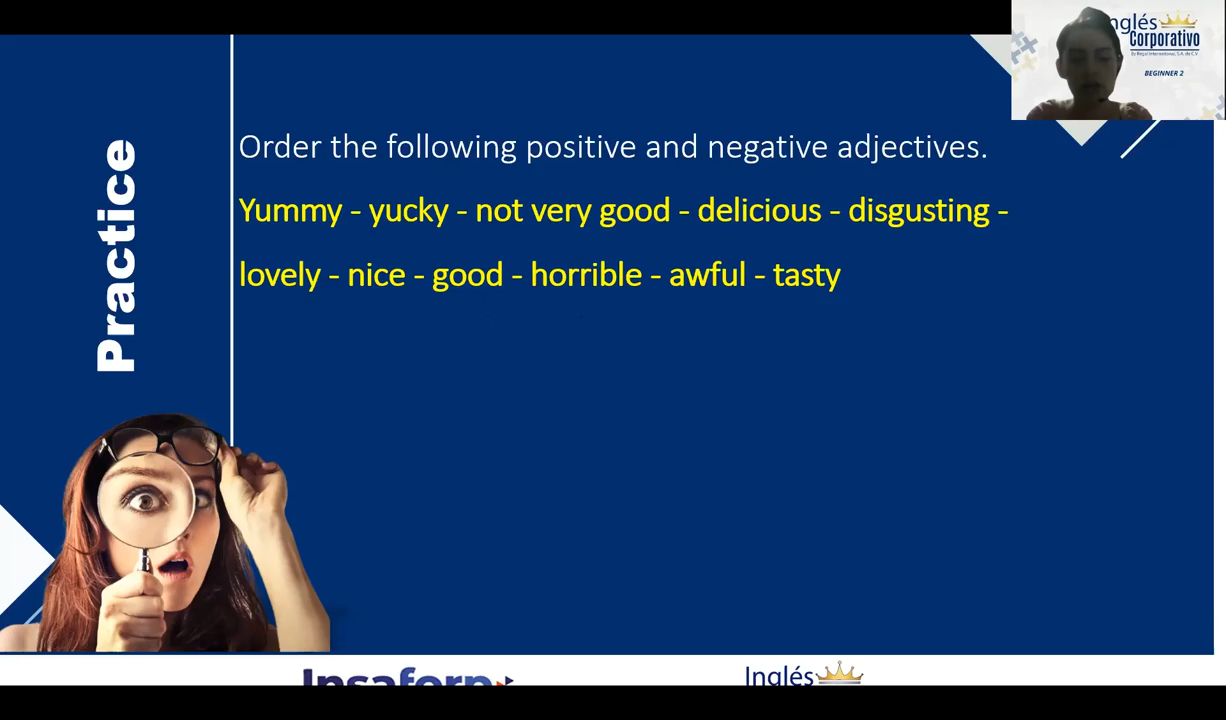 Inglés
Corporativo
BEGINNER 2
Practice
Order the following positive and negative adjectives.
Yummy - yucky - not very good - delicious - disgusting -
lovely - nice - good - horrible - awful - tasty
Insaforp
Inglés